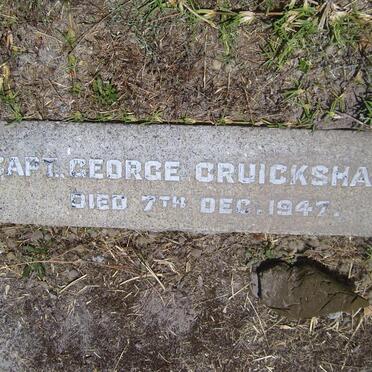 CAPT. GEORGE CRUICKSHA
DIED 7TH DEC. 1947.